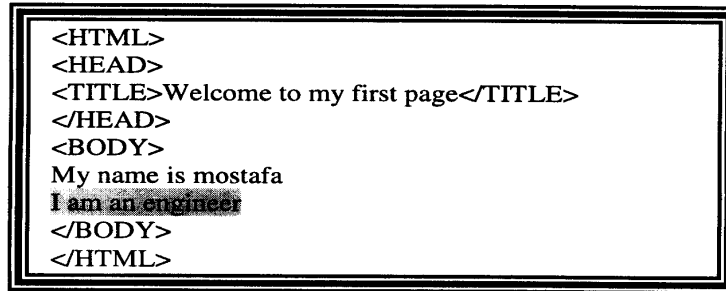 <HTML>
<HEAD>
<TITLE>Welcome to my first page</TITLE>
</HEAD>
<BODY>
My name is mostafa
I am an engineer
</BODY>
</HTML>